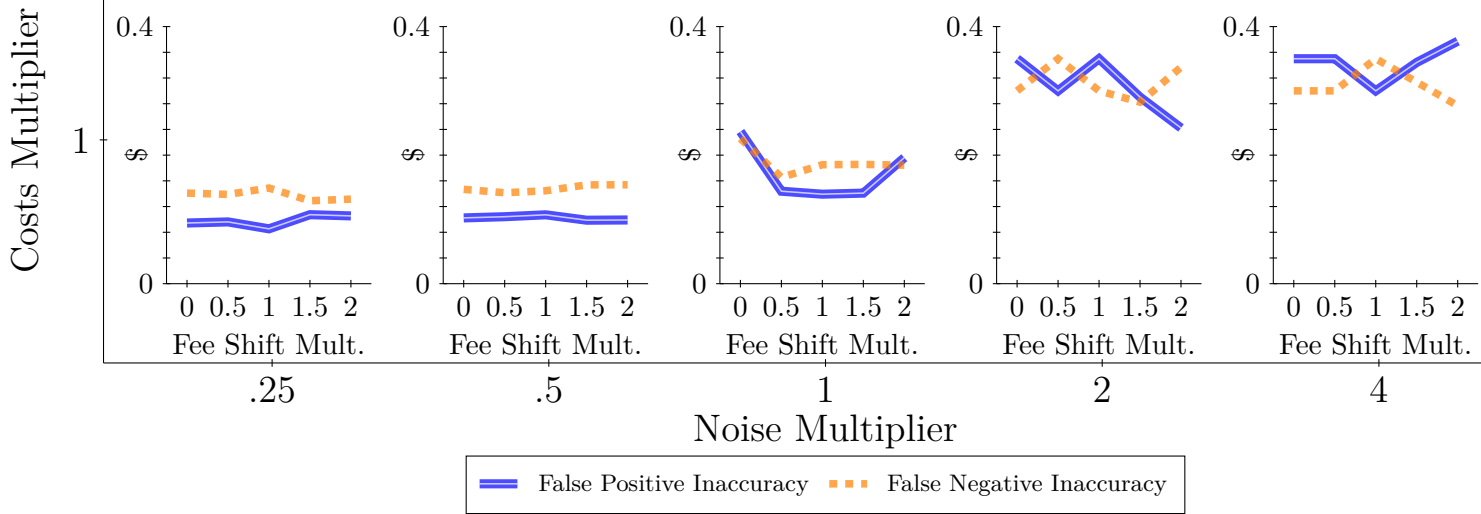 Costs Multiplier
1
0.4
$
0
0 0.5 1 1.5 2
Fee Shift Mult.
0.4
$
0
0 0.5 1 1.5 2
Fee Shift Mult.
0.4
$
0
0 0.5 1 1.5 2
Fee Shift Mult.
0.4
$
0
0 0.5 1 1.5 2
Fee Shift Mult.
0.4
$
0
0 0.5 1 1.5 2
Fee Shift Mult.
.25 .5 1 2 4
Noise Multiplier
False Positive Inaccuracy False Negative Inaccuracy